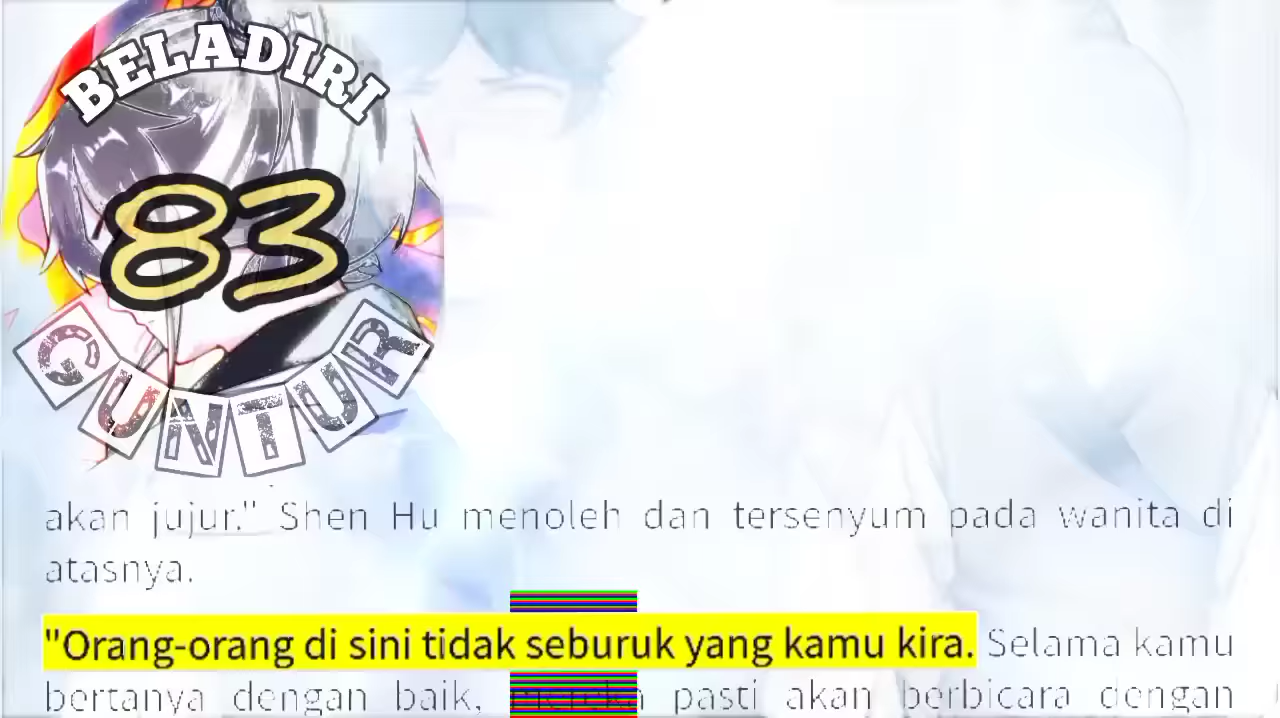 BELADIRI
83
GUNTUR
akan jujur." Shen Hu menoleh dan tersenyum pada wanita di
atasnya.
"Orang-orang di sini tidak seburuk yang kamu kira. Selama kamu
bertanya dengan baik, mereka pasti akan berbicara dengan